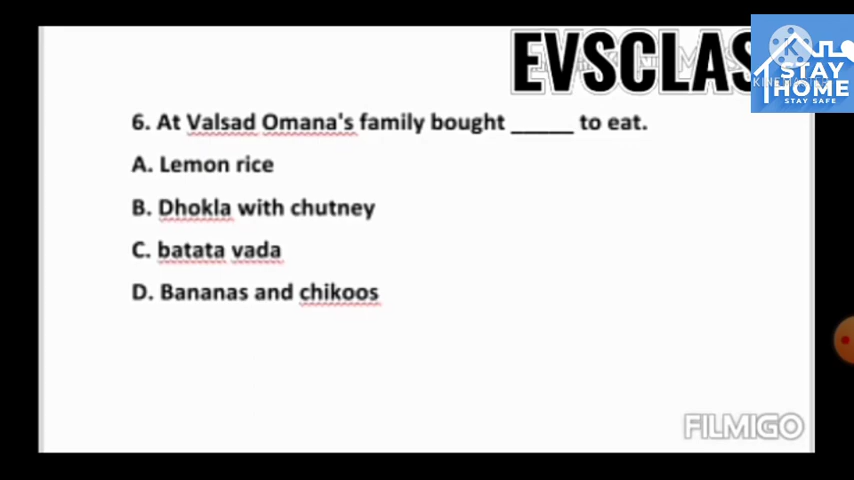 EVSCLAS
STAY
HOME
STAY SAFE
6. At Valsad Omana's family bought _____ to eat.
A. Lemon rice
B. Dhokla with chutney
C. batata vada
D. Bananas and chikoos
FILMIGO